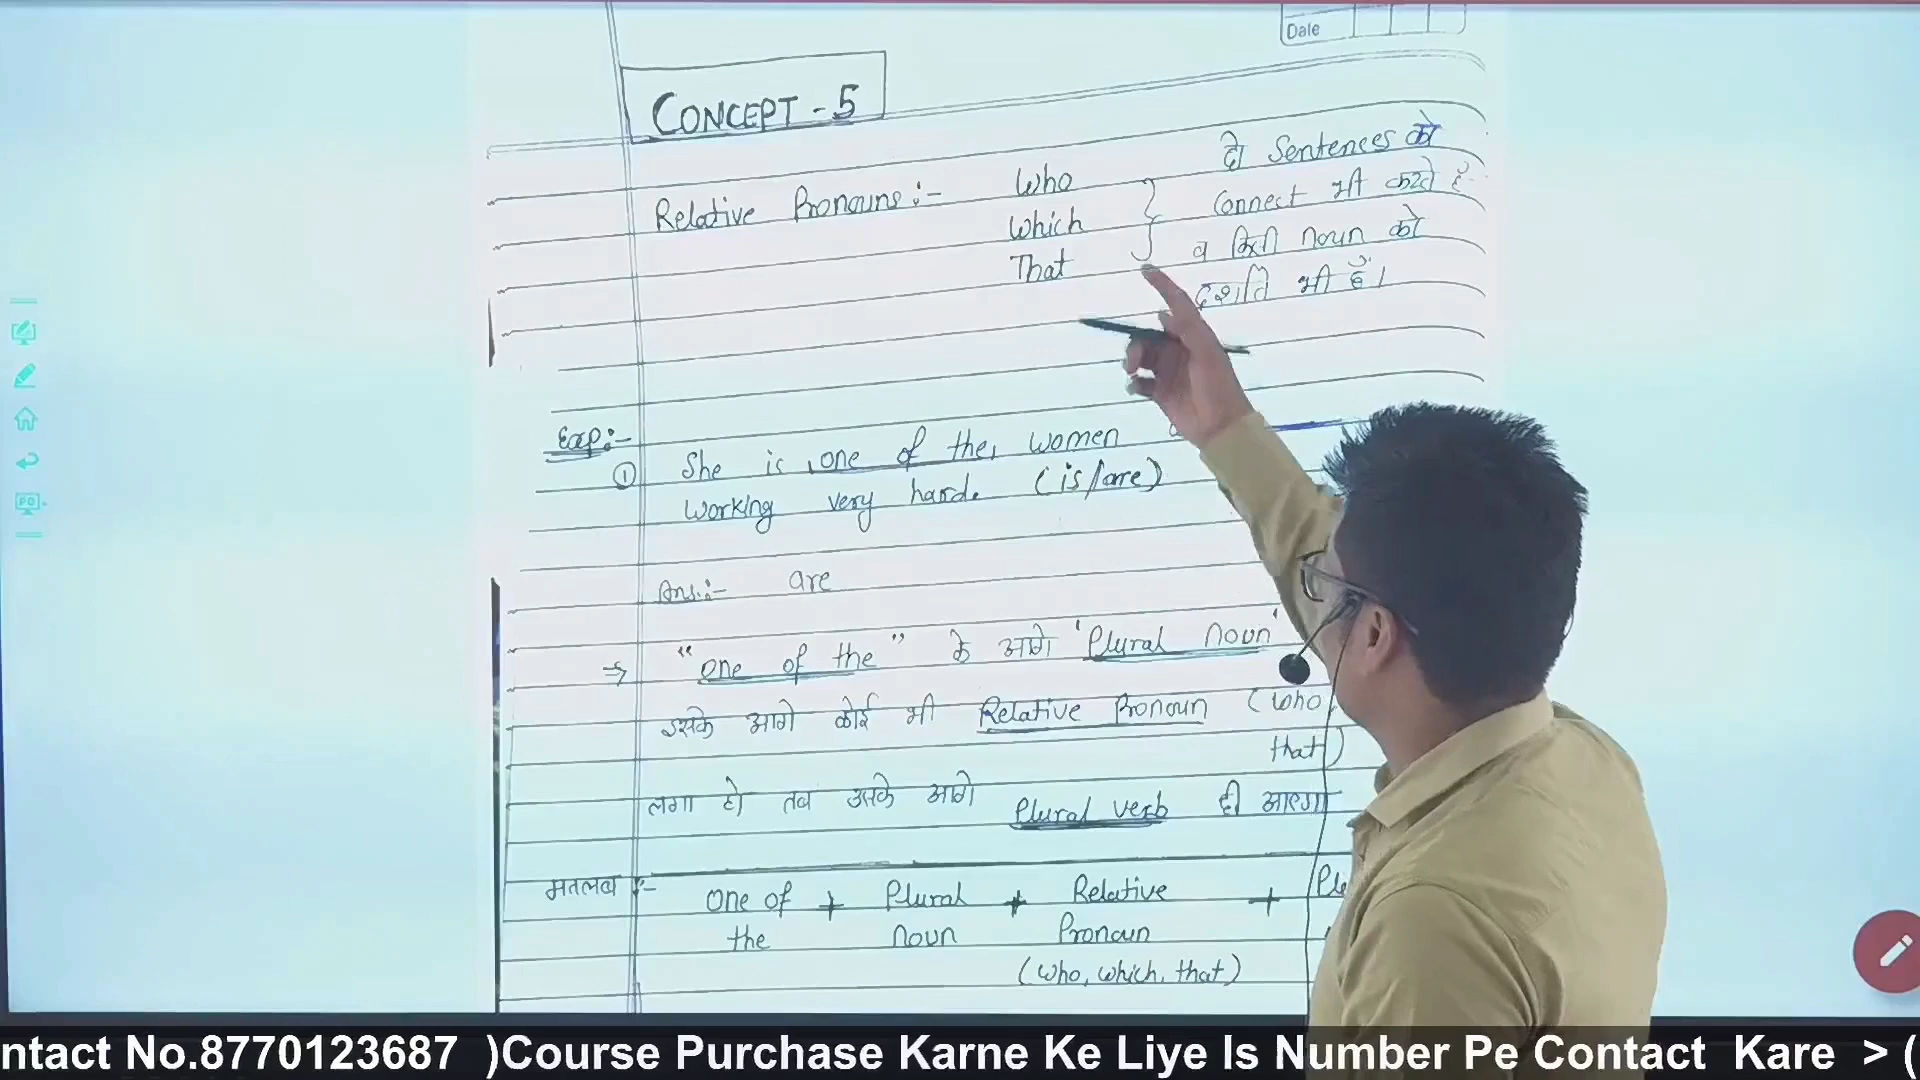 Date
CONCEPT - 5
Relative Pronouns :- Who
Which
That
दो Sentences को
Connect भी करते हैं
व किसी noun को
दर्शाते भी हैं।
Exp:-
① She is one of the women
working very hard. (is/are)
Ans:- are
⇒ "one of the" के आगे 'Plural noun'
इसके आगे कोई भी Relative Pronoun (who
that)
लगा हो तब उसके आगे Plural verb ही आएगा
मतलब :- One of + Plural + Relative +
the noun Pronoun
(who, which, that)
ntact No.8770123687 )Course Purchase Karne Ke Liye Is Number Pe Contact Kare > (